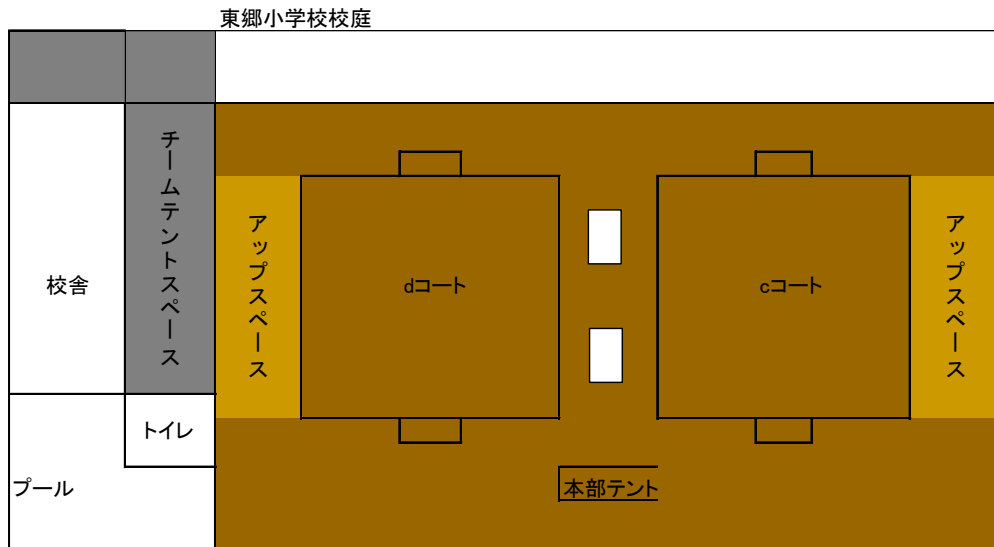 東郷小学校校庭
チームテントスペース
アップスペース
アップスペース
校舎
dコート
cコート
トイレ
プール
本部テント